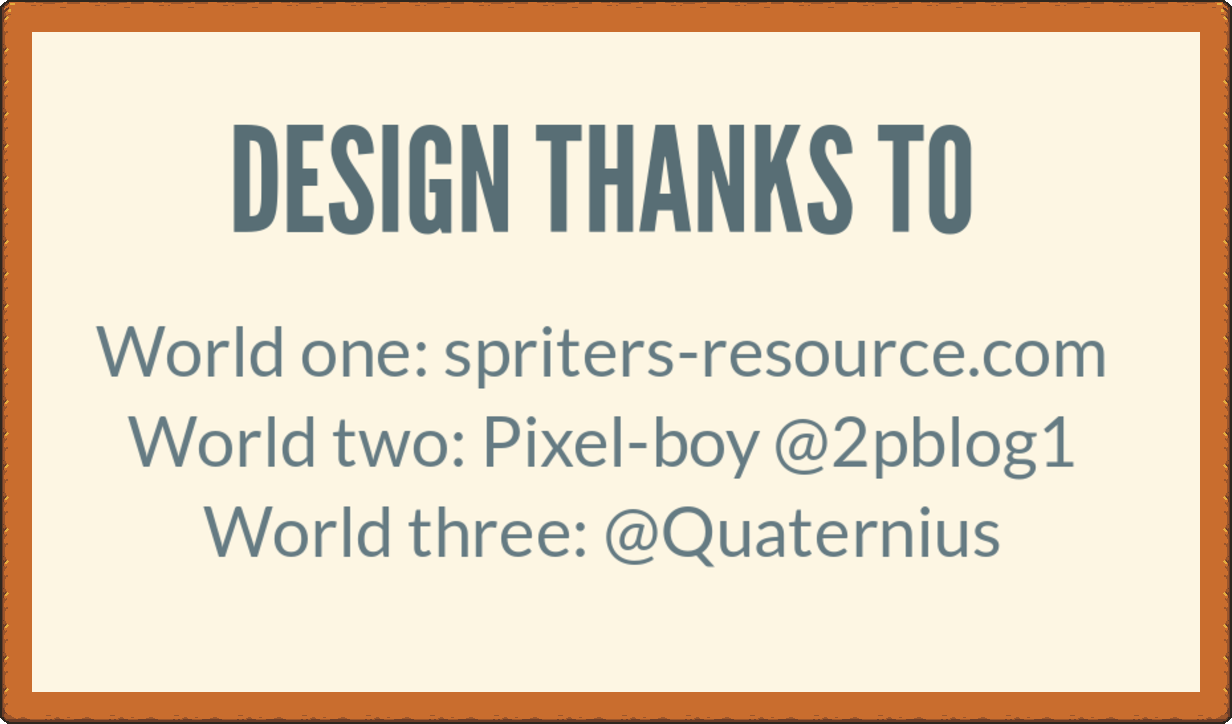 DESIGN THANKS TO
World one: spriters-resource.com
World two: Pixel-boy @2pblog1
World three: @Quaternius